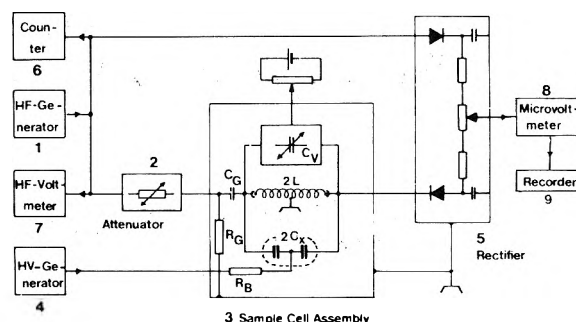 Coun-
ter
6
HF-Ge-
nerator
1
HF-Volt-
meter
7
HV-Ge-
nerator
4
2
Attenuator
C_V
C_G
2L
R_G
2C_x
R_B
3 Sample Cell Assembly
5
Rectifier
8
Microvolt-
meter
Recorder
9